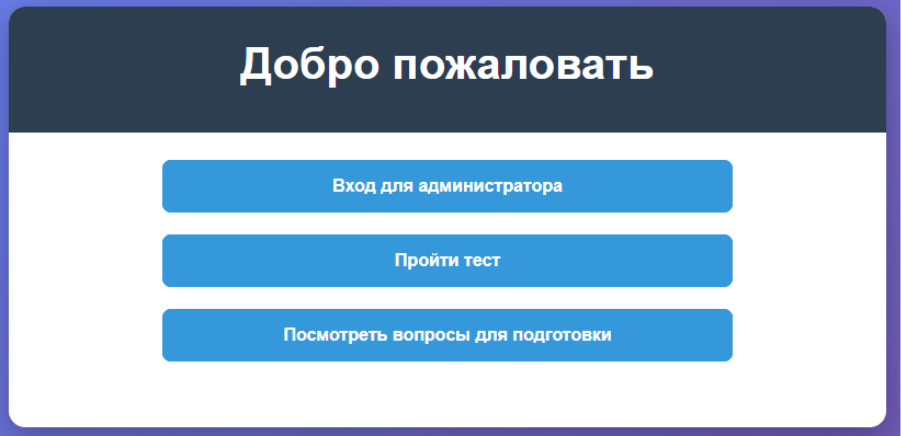 Добро пожаловать
Вход для администратора
Пройти тест
Посмотреть вопросы для подготовки